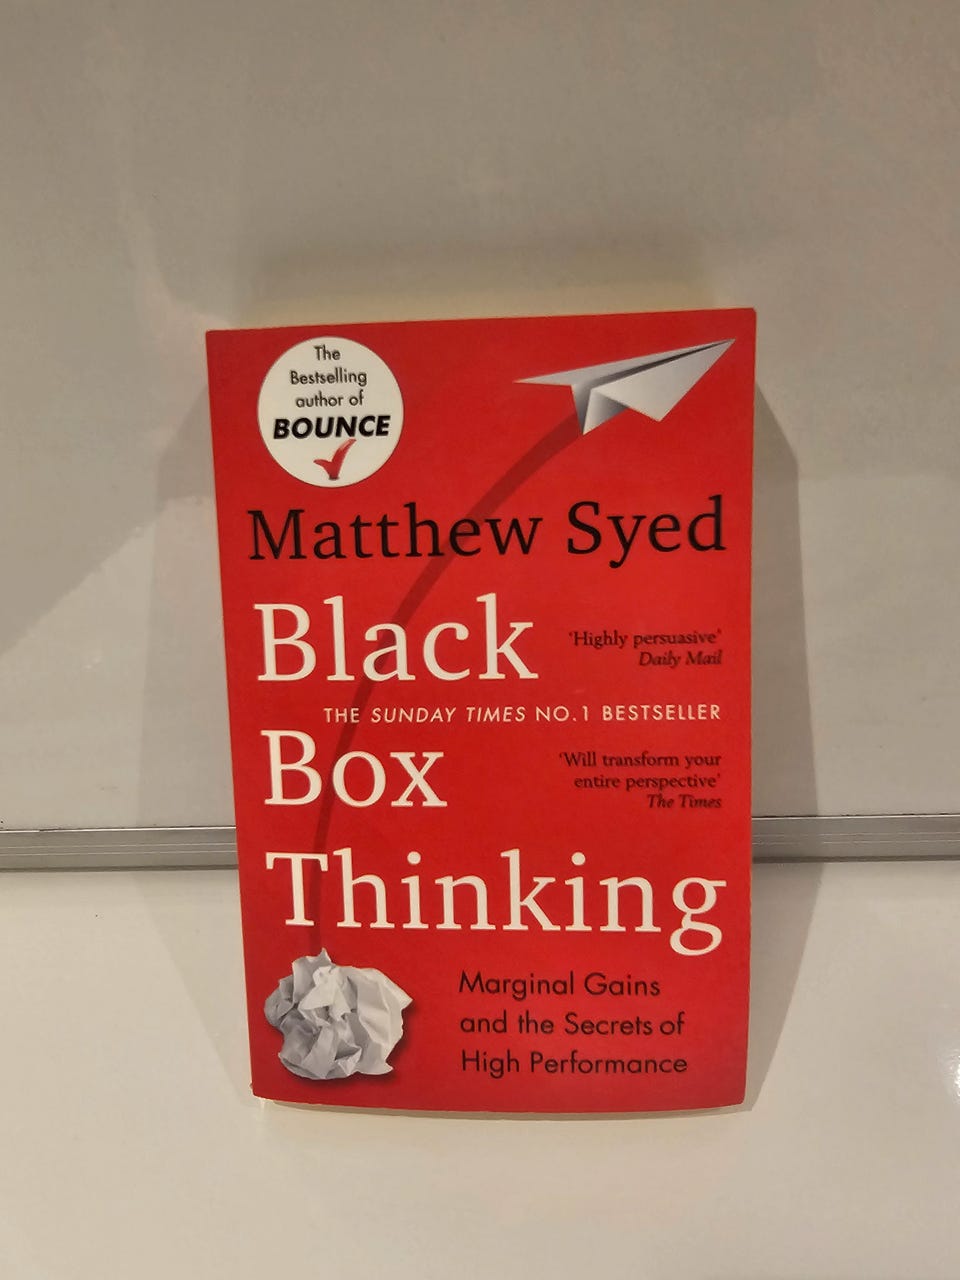 The
Bestselling
author of
BOUNCE
Matthew Syed
Black
'Highly persuasive'
Daily Mail
THE SUNDAY TIMES NO.1 BESTSELLER
Box
'Will transform your
entire perspective'
The Times
Thinking
Marginal Gains
and the Secrets of
High Performance